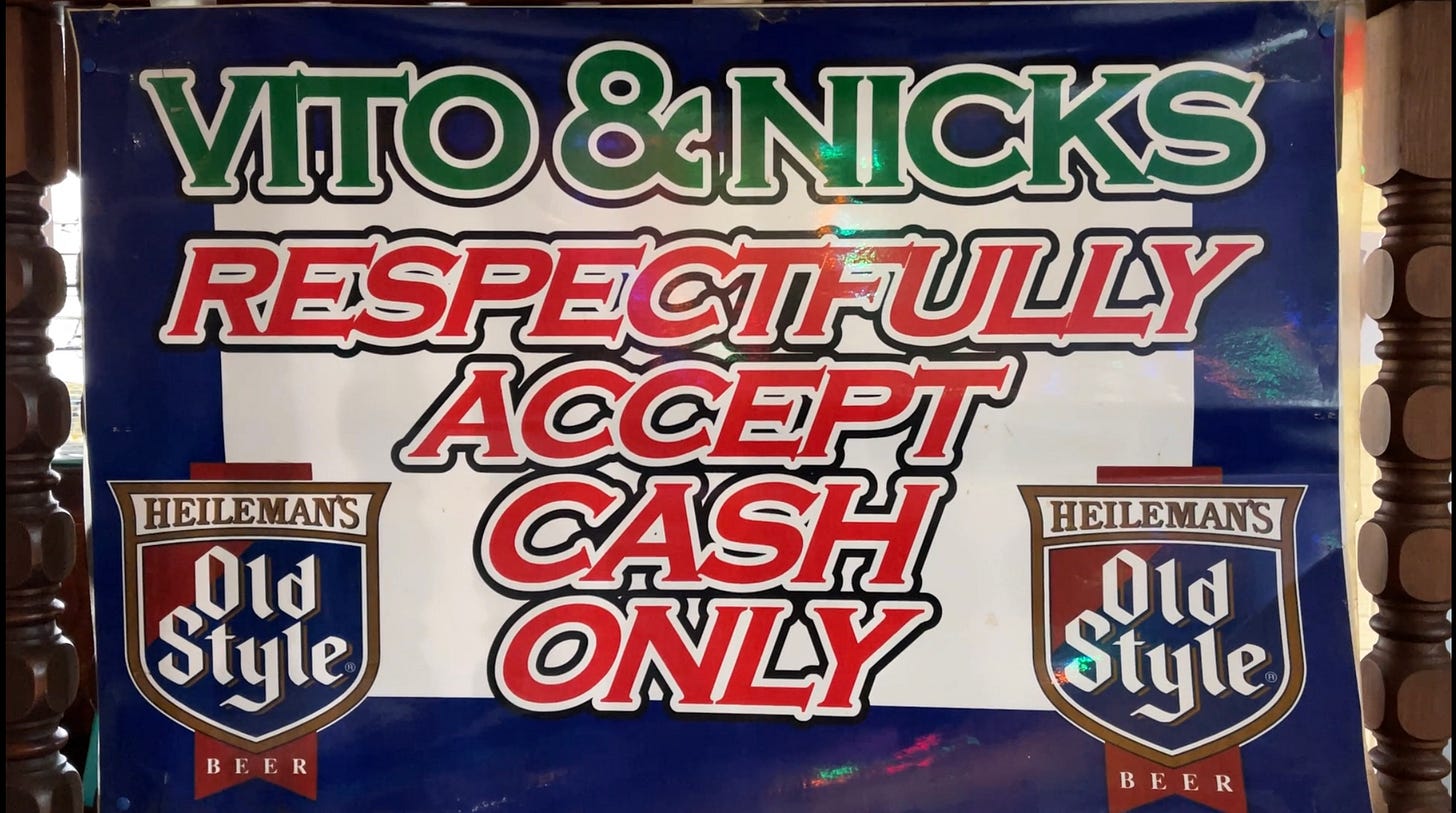 VITO & NICKS
RESPECTFULLY
ACCEPT
CASH
ONLY
HEILEMAN'S
Old
Style®
BEER
HEILEMAN'S
Old
Style®
BEER